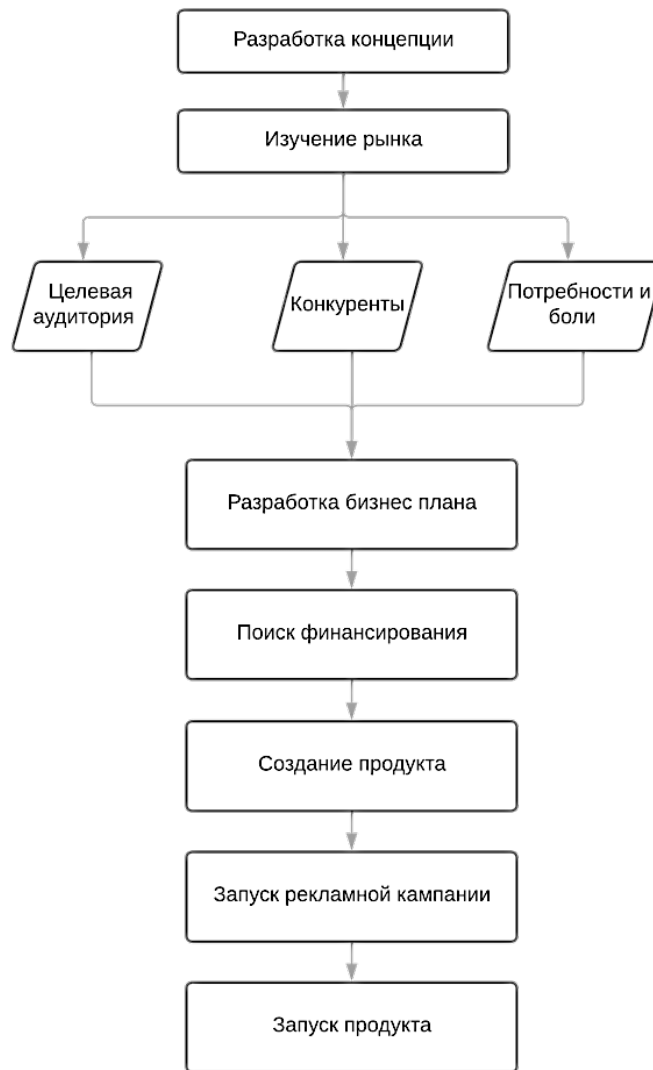 Разработка концепции
Изучение рынка
Целевая
аудитория
Конкуренты
Потребности и
боли
Разработка бизнес плана
Поиск финансирования
Создание продукта
Запуск рекламной кампании
Запуск продукта